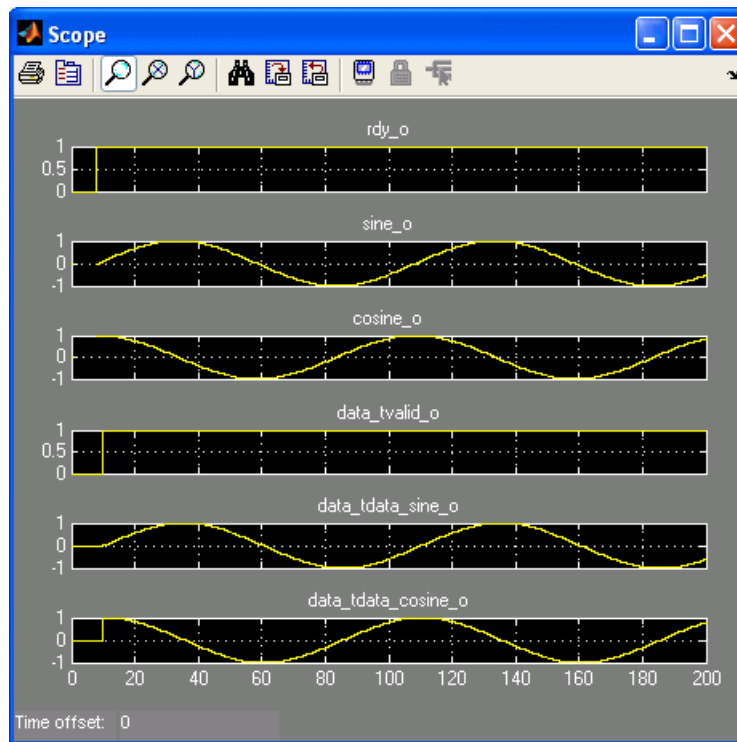 Scope
rdy_o
1
0.5
0
sine_o
1
0
-1
cosine_o
1
0
-1
data_tvalid_o
1
0.5
0
data_tdata_sine_o
1
0
-1
data_tdata_cosine_o
1
0
-1
0 20 40 60 80 100 120 140 160 180 200
Time offset: 0